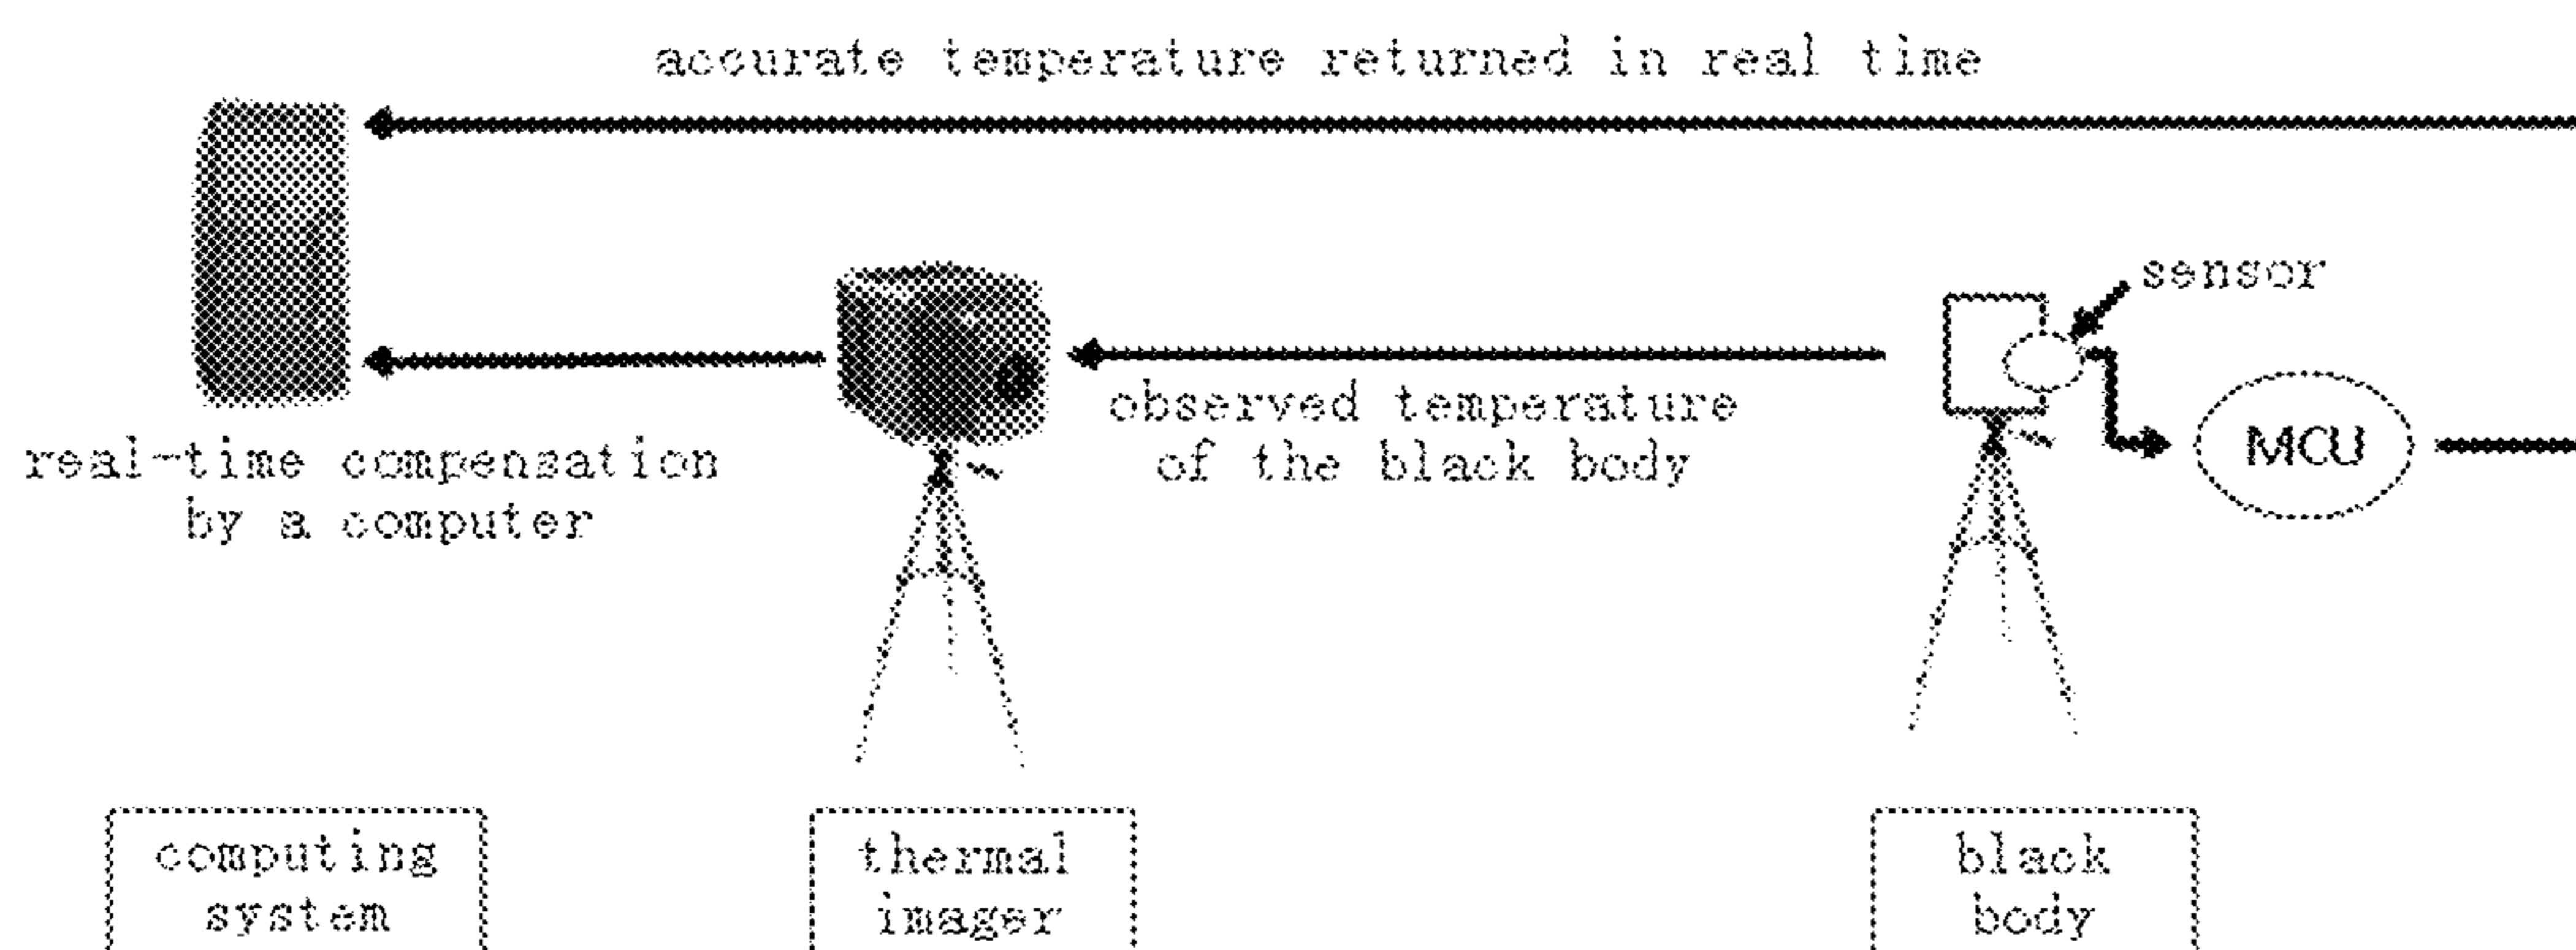 accurate temperature returned in real time
sensor
observed temperature
of the black body
MCU
real-time compensation
by a computer
computing
system
thermal
imager
black
body